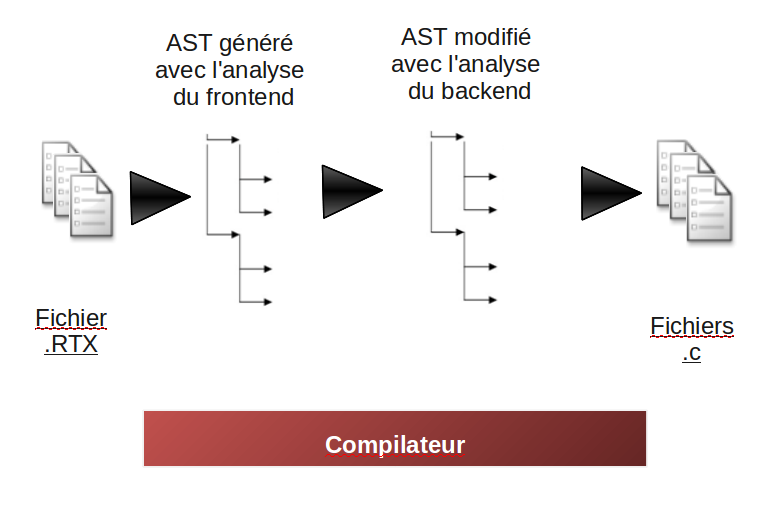 AST généré
avec l'analyse
du frontend
AST modifié
avec l'analyse
du backend
Fichier
.RTX
Fichiers
.c
Compilateur